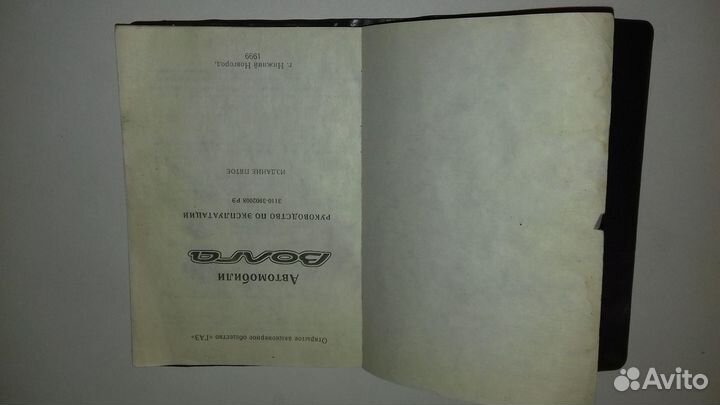 Открытое акционерное общество «ГАЗ»
Автомобили
Волга
РУКОВОДСТВО ПО ЭКСПЛУАТАЦИИ
3110-3902008 РЭ
ИЗДАНИЕ ПЯТОЕ
г. Нижний Новгород,
1999
Avito